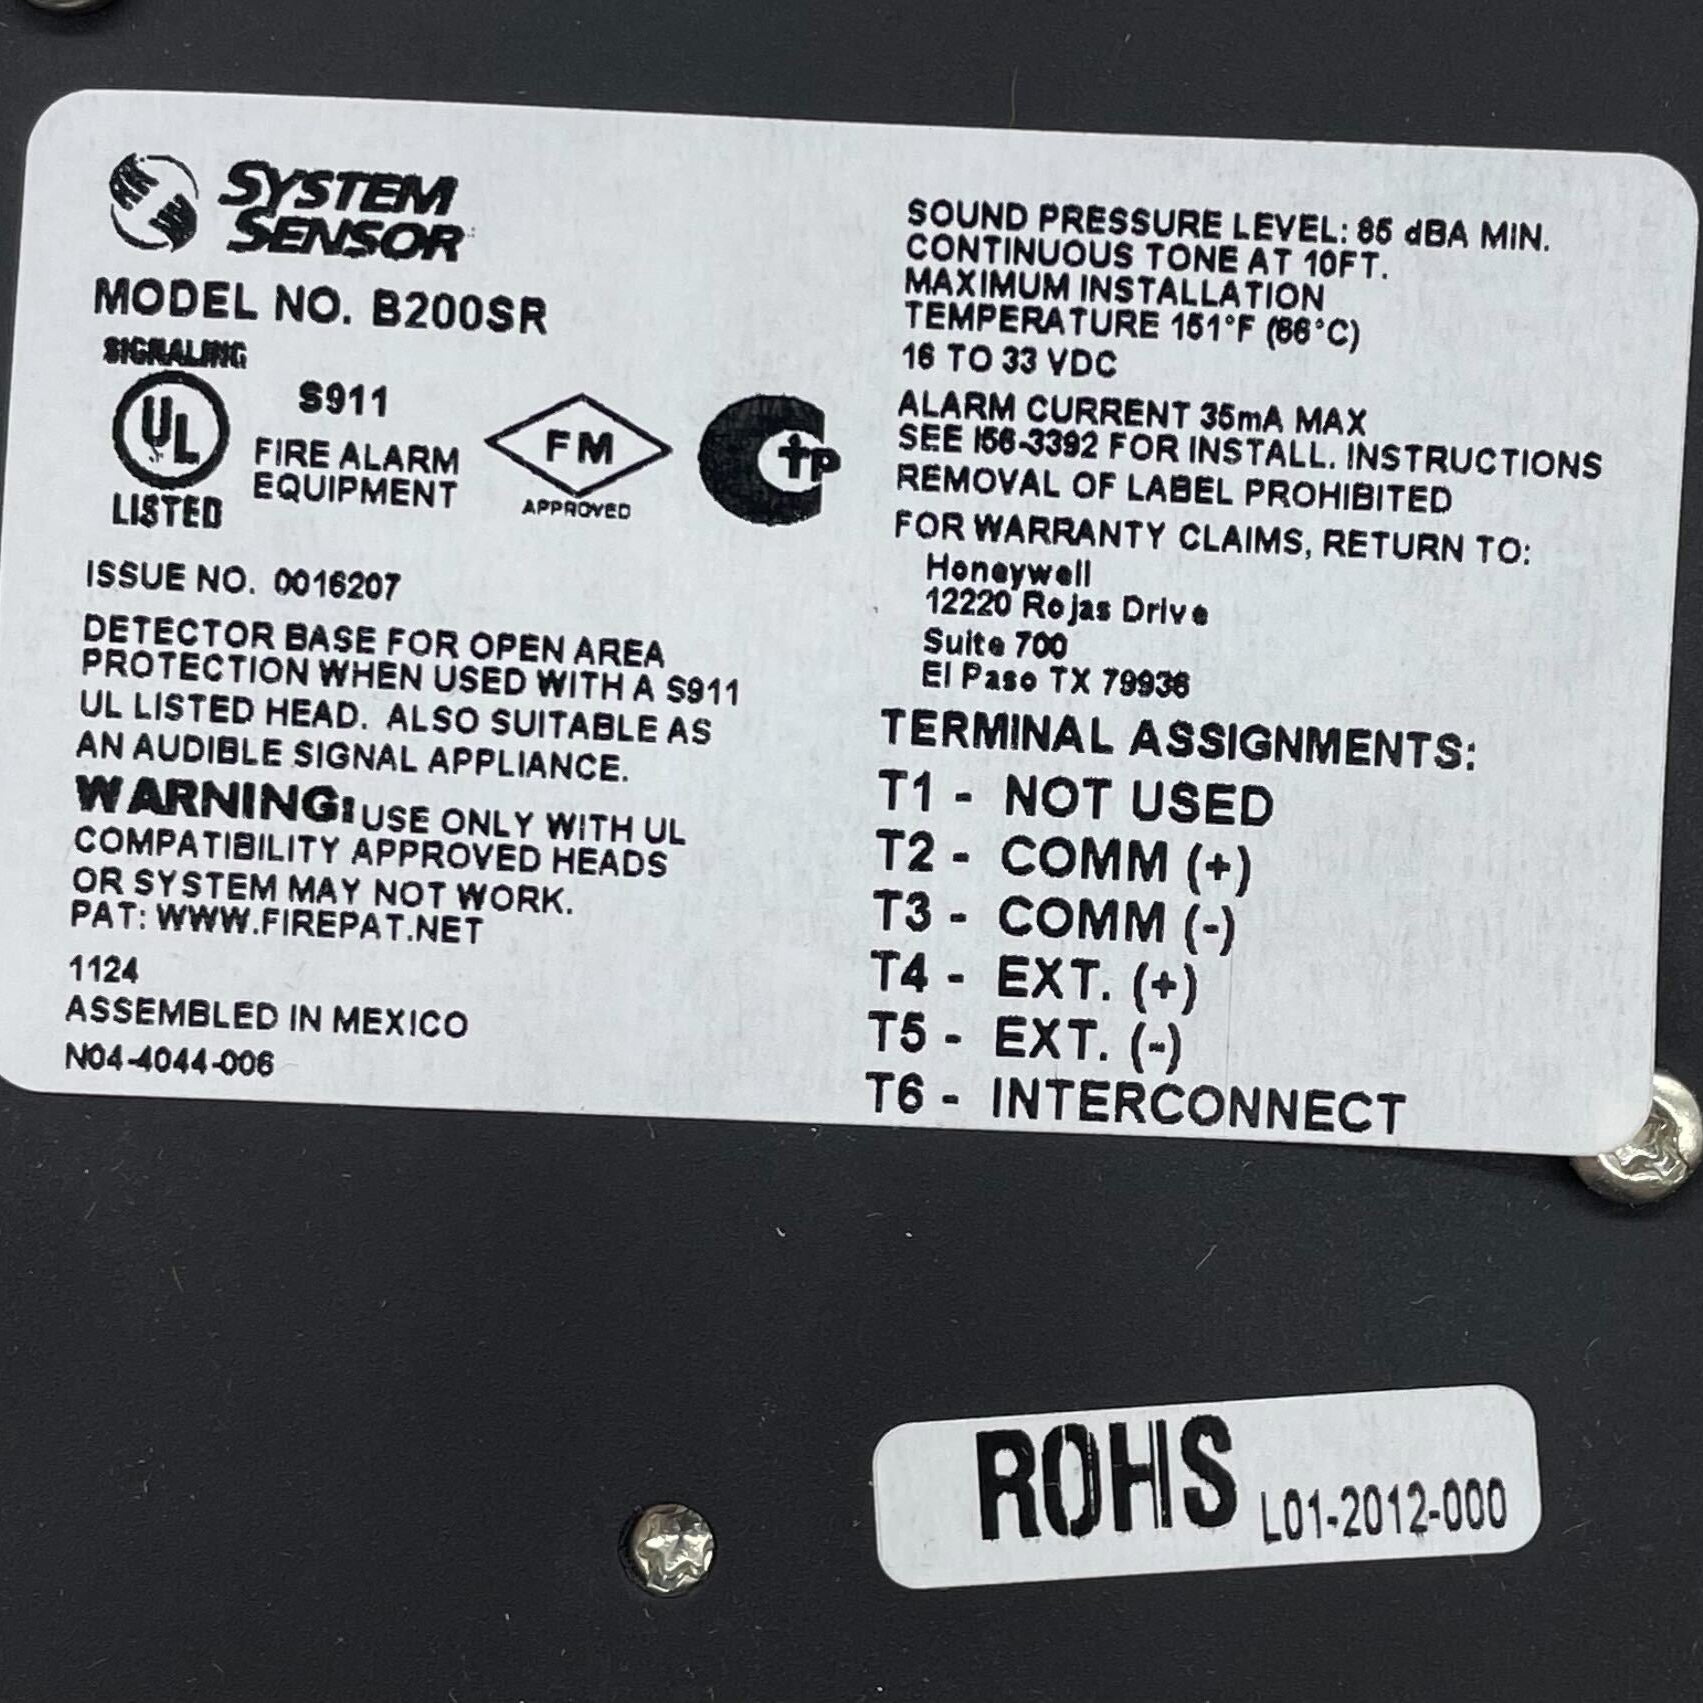 SYSTEM
SENSOR
MODEL NO. B200SR
SIGNALING
UL
LISTED
S911
FIRE ALARM
EQUIPMENT
FM
APPROVED
ISSUE NO. 0016207
DETECTOR BASE FOR OPEN AREA
PROTECTION WHEN USED WITH A S911
UL LISTED HEAD. ALSO SUITABLE AS
AN AUDIBLE SIGNAL APPLIANCE.
WARNING: USE ONLY WITH UL
COMPATIBILITY APPROVED HEADS
OR SYSTEM MAY NOT WORK.
PAT: WWW.FIREPAT.NET
1124
ASSEMBLED IN MEXICO
N04-4044-006
SOUND PRESSURE LEVEL: 85 dBA MIN.
CONTINUOUS TONE AT 10FT.
MAXIMUM INSTALLATION
TEMPERATURE 151°F (66°C)
16 TO 33 VDC
ALARM CURRENT 35mA MAX
SEE I56-3392 FOR INSTALL. INSTRUCTIONS
REMOVAL OF LABEL PROHIBITED
FOR WARRANTY CLAIMS, RETURN TO:
Honeywell
12220 Rojas Drive
Suite 700
El Paso TX 79936
TERMINAL ASSIGNMENTS:
T1 - NOT USED
T2 - COMM (+)
T3 - COMM (-)
T4 - EXT. (+)
T5 - EXT. (-)
T6 - INTERCONNECT
ROHS L01-2012-000